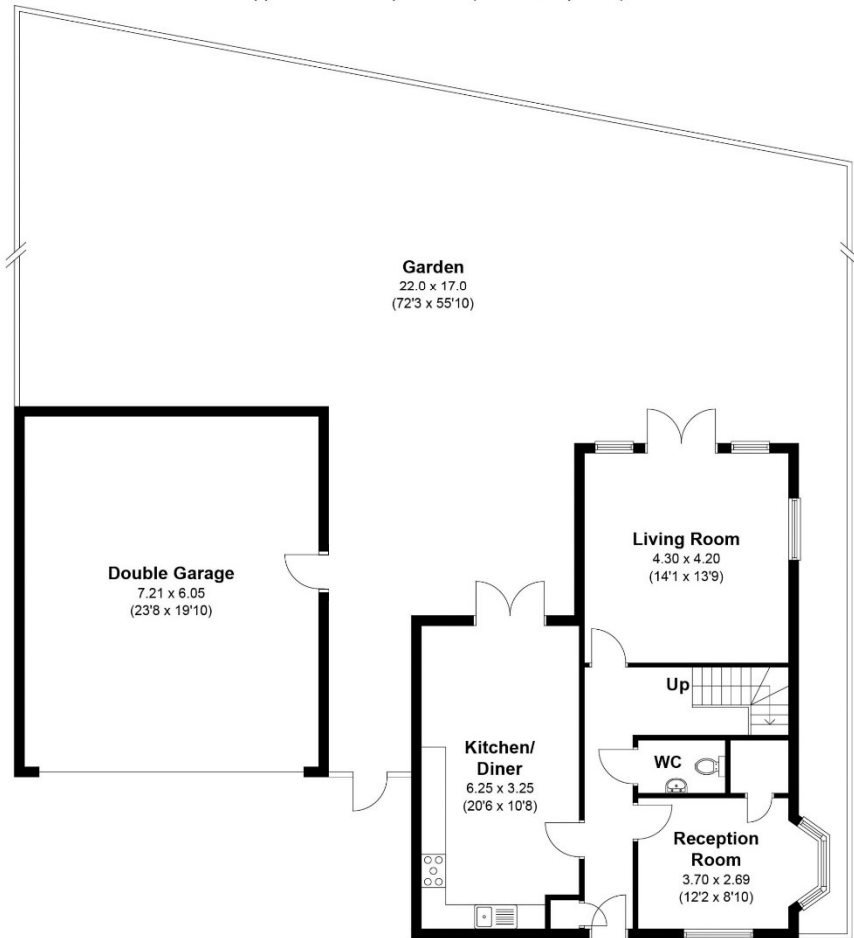 Garden
22.0 x 17.0
(72'3 x 55'10)
Double Garage
7.21 x 6.05
(23'8 x 19'10)
Living Room
4.30 x 4.20
(14'1 x 13'9)
Up
Kitchen/
Diner
6.25 x 3.25
(20'6 x 10'8)
WC
Reception
Room
3.70 x 2.69
(12'2 x 8'10)